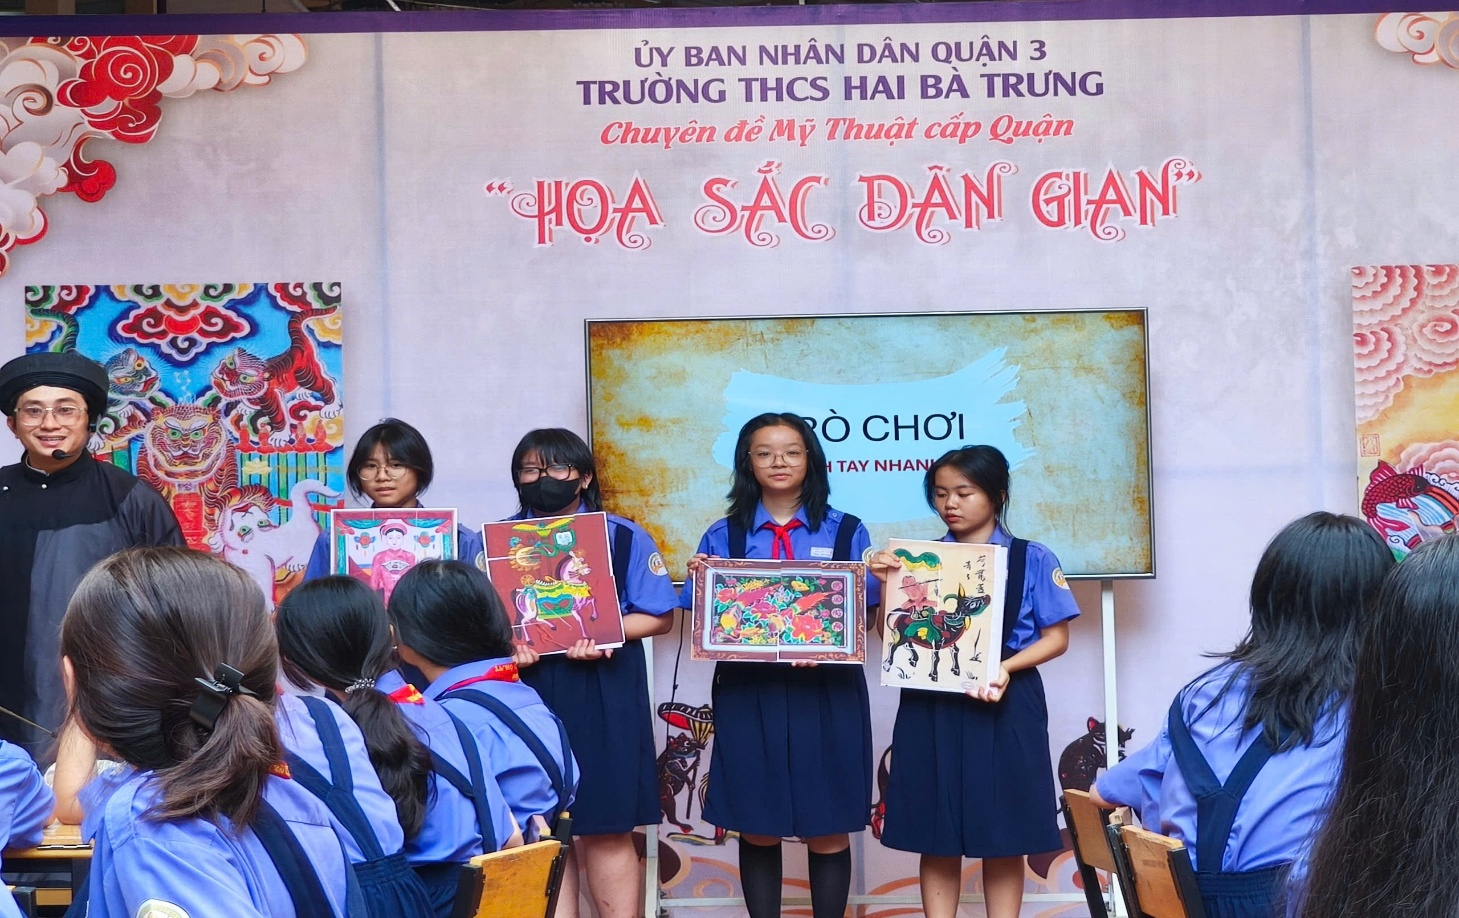 ỦY BAN NHÂN DÂN QUẬN 3
TRƯỜNG THCS HAI BÀ TRƯNG
Chuyên đề Mỹ Thuật cấp Quận
"HỌA SẮC DÂN GIAN"
CHƠI
TAY